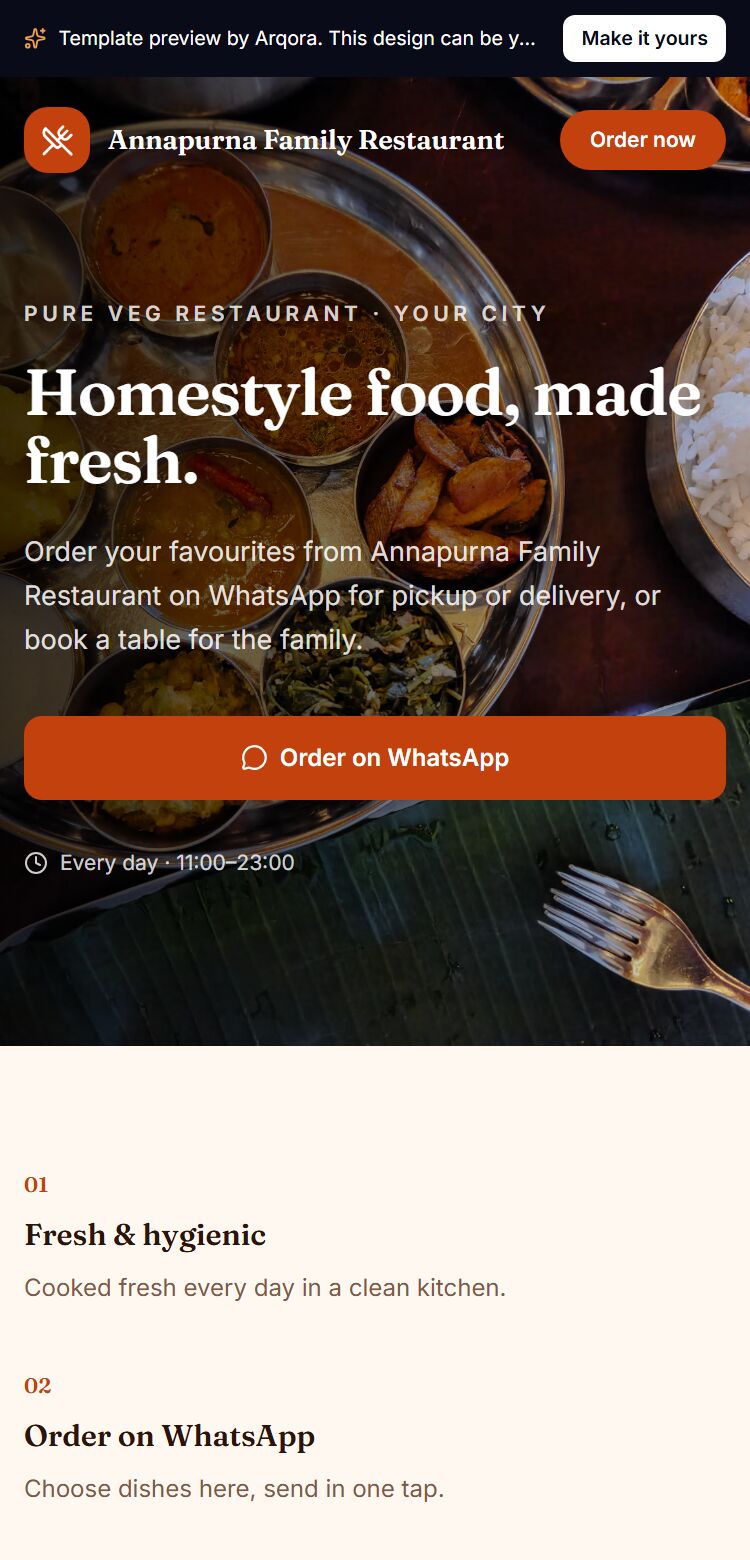 Template preview by Arqora. This design can be y...
Make it yours
Annapurna Family Restaurant
Order now
PURE VEG RESTAURANT · YOUR CITY
Homestyle food, made
fresh.
Order your favourites from Annapurna Family
Restaurant on WhatsApp for pickup or delivery, or
book a table for the family.
Order on WhatsApp
Every day · 11:00–23:00
01
Fresh & hygienic
Cooked fresh every day in a clean kitchen.
02
Order on WhatsApp
Choose dishes here, send in one tap.